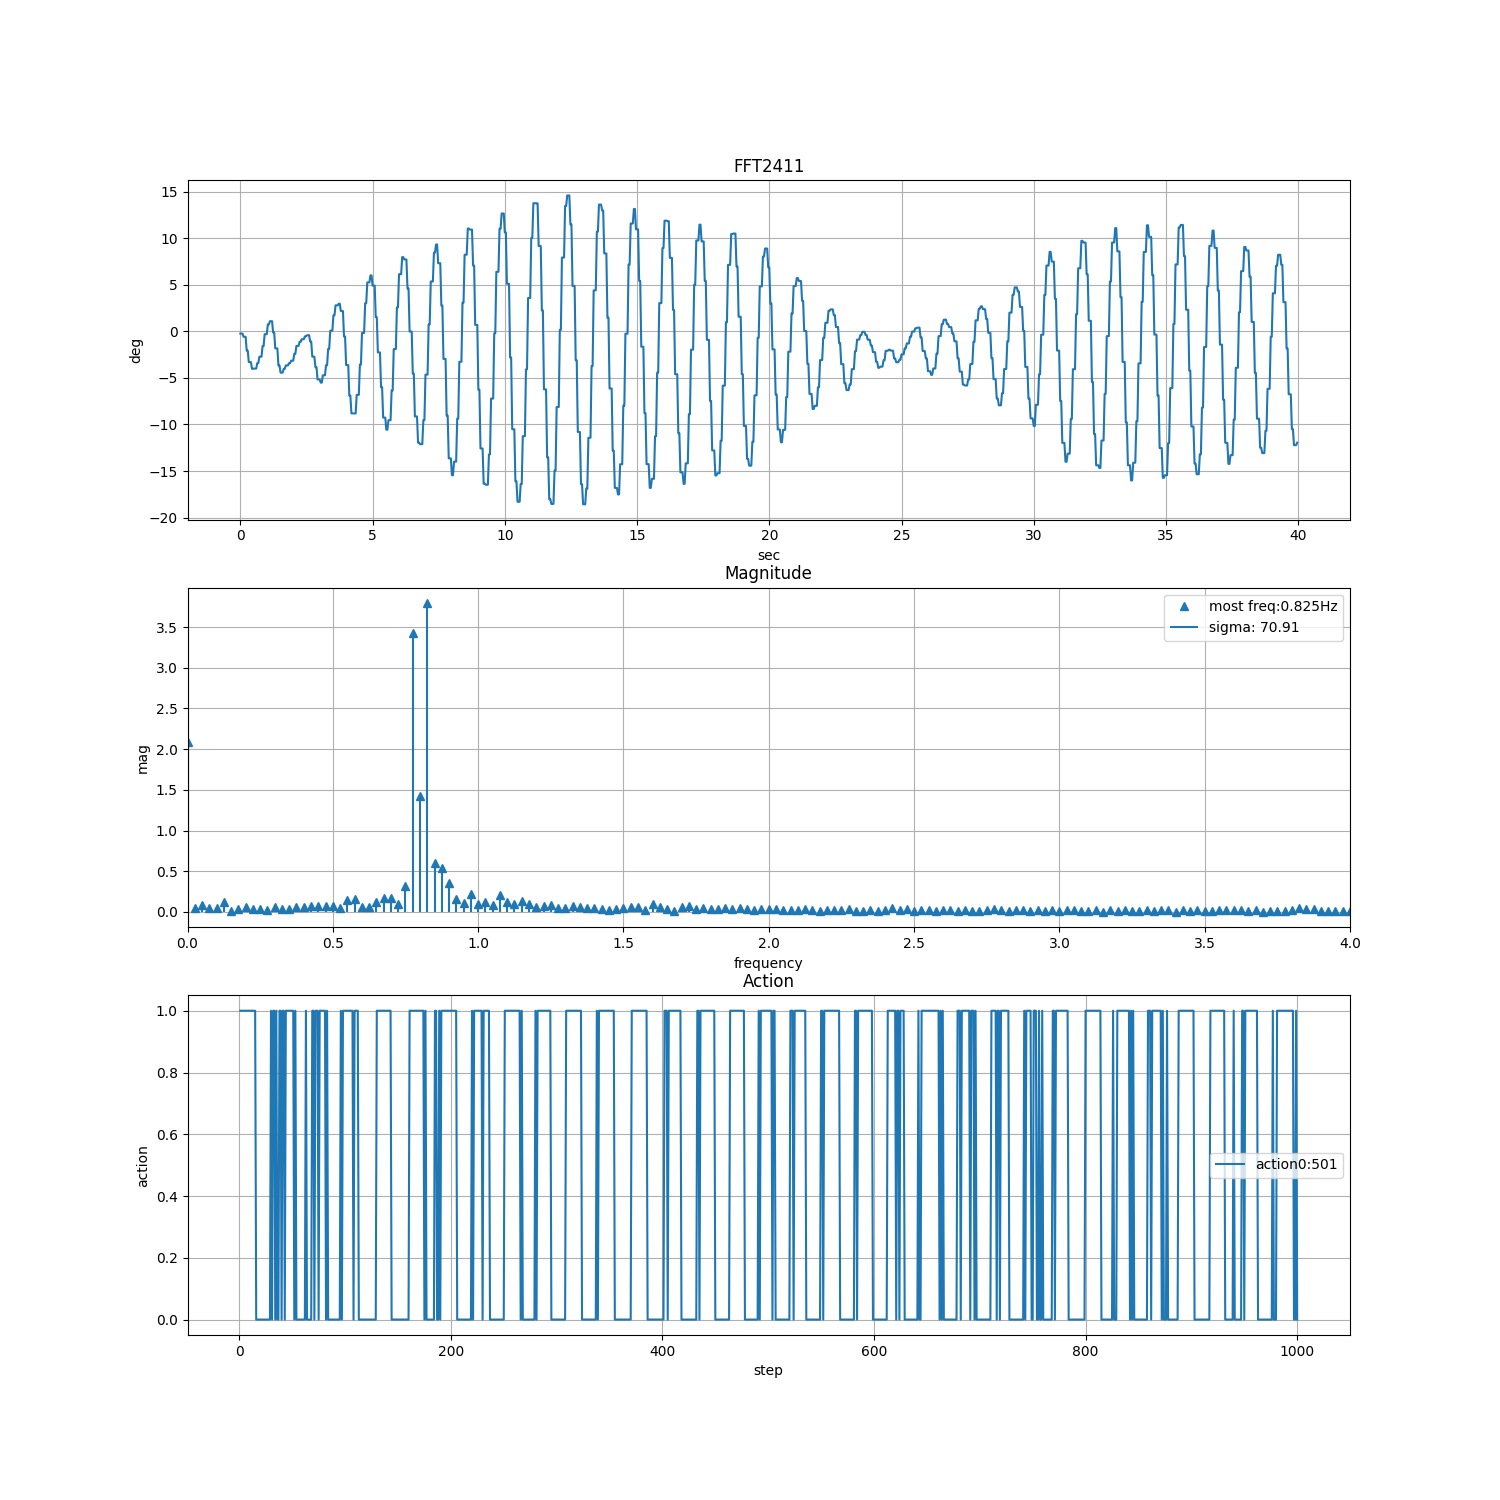 FFT2411
15
10
5
0
−5
−10
−15
−20
deg
0 5 10 15 20 25 30 35 40
sec
Magnitude
most freq:0.825Hz
sigma: 70.91
3.5
3.0
2.5
2.0
1.5
1.0
0.5
0.0
mag
0.0 0.5 1.0 1.5 2.0 2.5 3.0 3.5 4.0
frequency
Action
1.0
0.8
0.6
0.4
0.2
0.0
action
action0:501
0 200 400 600 800 1000
step